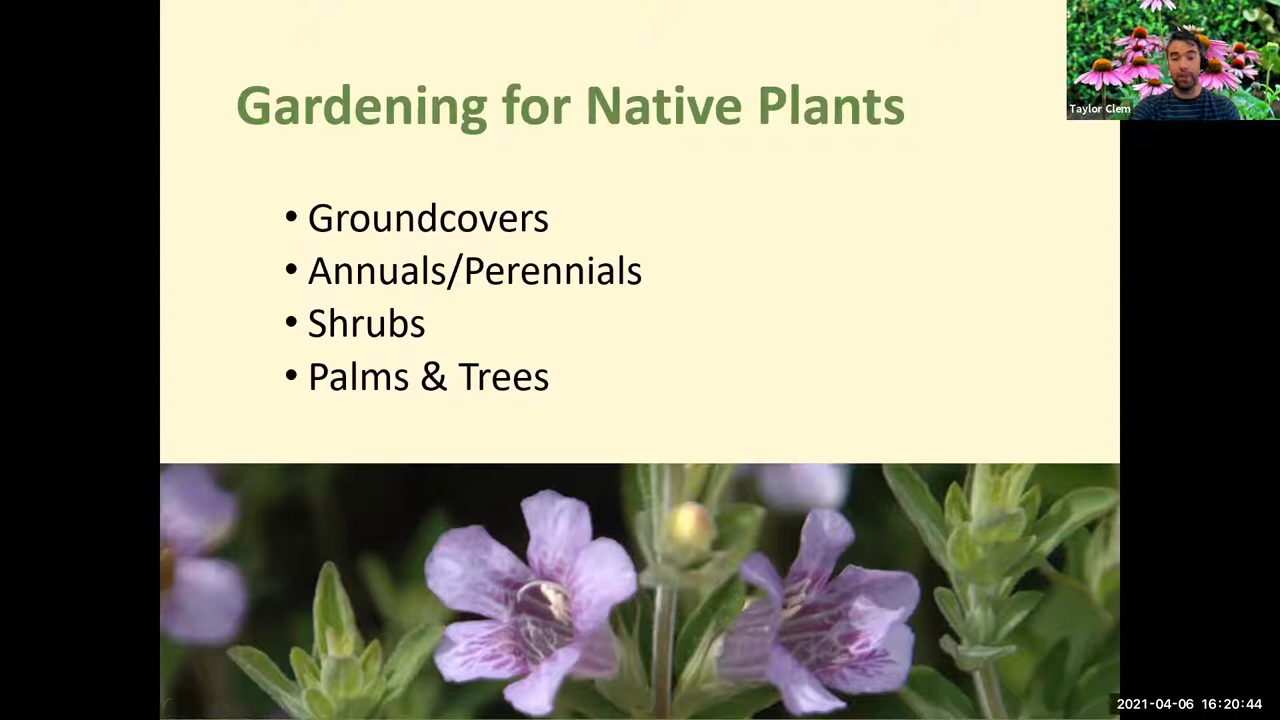 Gardening for Native Plants
• Groundcovers
• Annuals/Perennials
• Shrubs
• Palms & Trees
Taylor Clem
2021-04-06 16:20:44